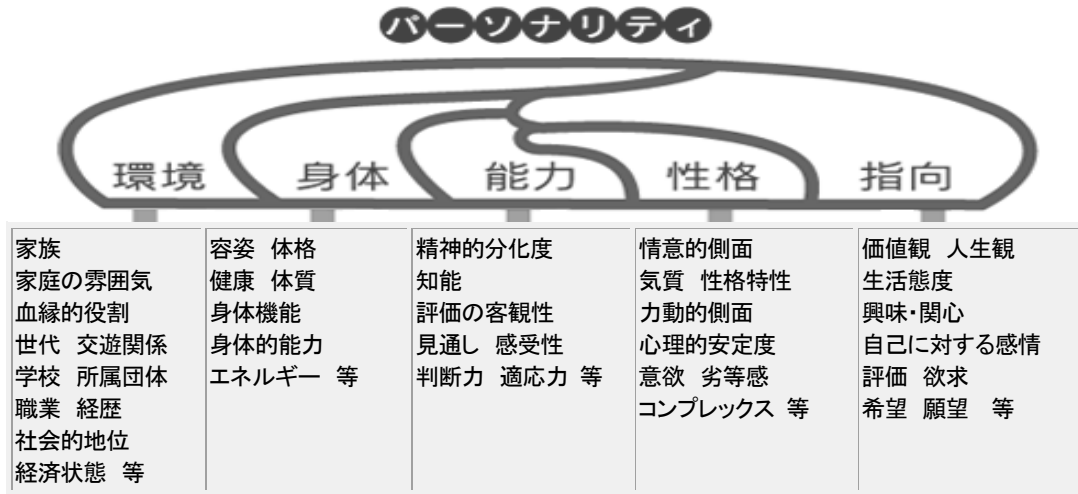 パーソナリティ
環境 身体 能力 性格 指向
家族
家庭の雰囲気
血縁的役割
世代 交遊関係
学校 所属団体
職業 経歴
社会的地位
経済状態 等
容姿 体格
健康 体質
身体機能
身体的能力
エネルギー 等
精神的分化度
知能
評価の客観性
見通し 感受性
判断力 適応力 等
情意的側面
気質 性格特性
力動的側面
心理的安定度
意欲 劣等感
コンプレックス 等
価値観 人生観
生活態度
興味・関心
自己に対する感情
評価 欲求
希望 願望 等